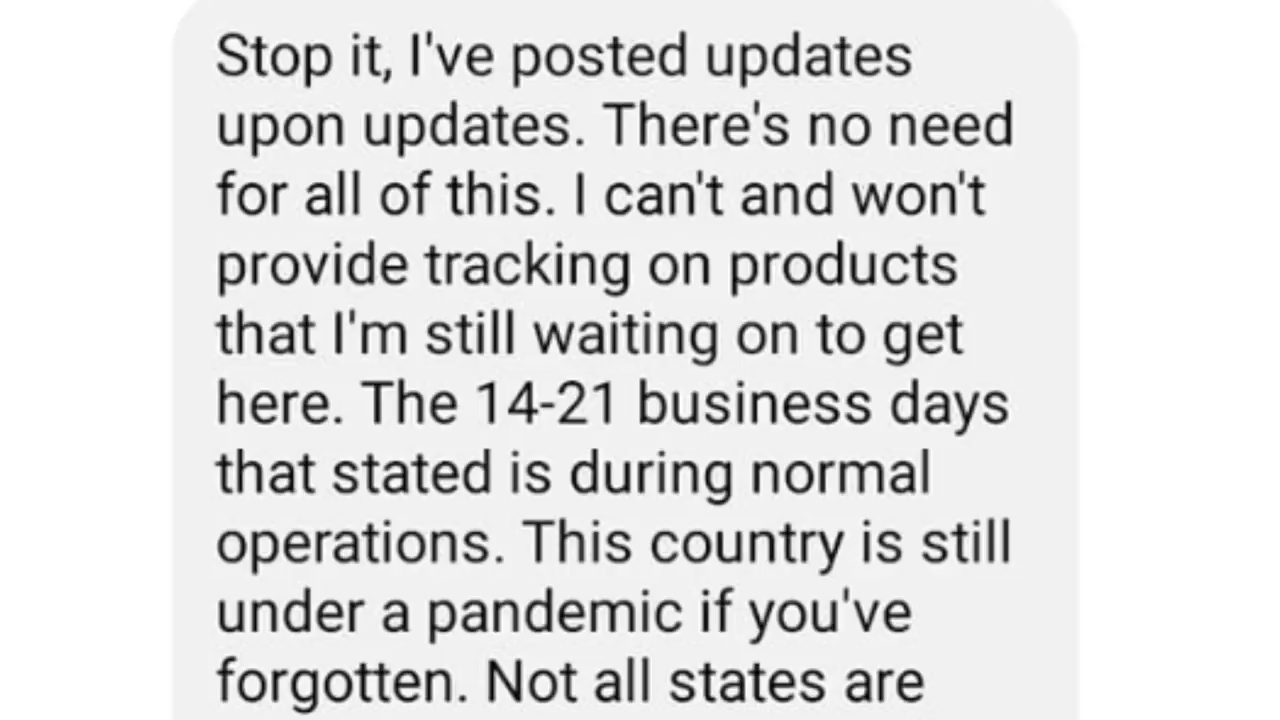 Stop it, I've posted updates
upon updates. There's no need
for all of this. I can't and won't
provide tracking on products
that I'm still waiting on to get
here. The 14-21 business days
that stated is during normal
operations. This country is still
under a pandemic if you've
forgotten. Not all states are